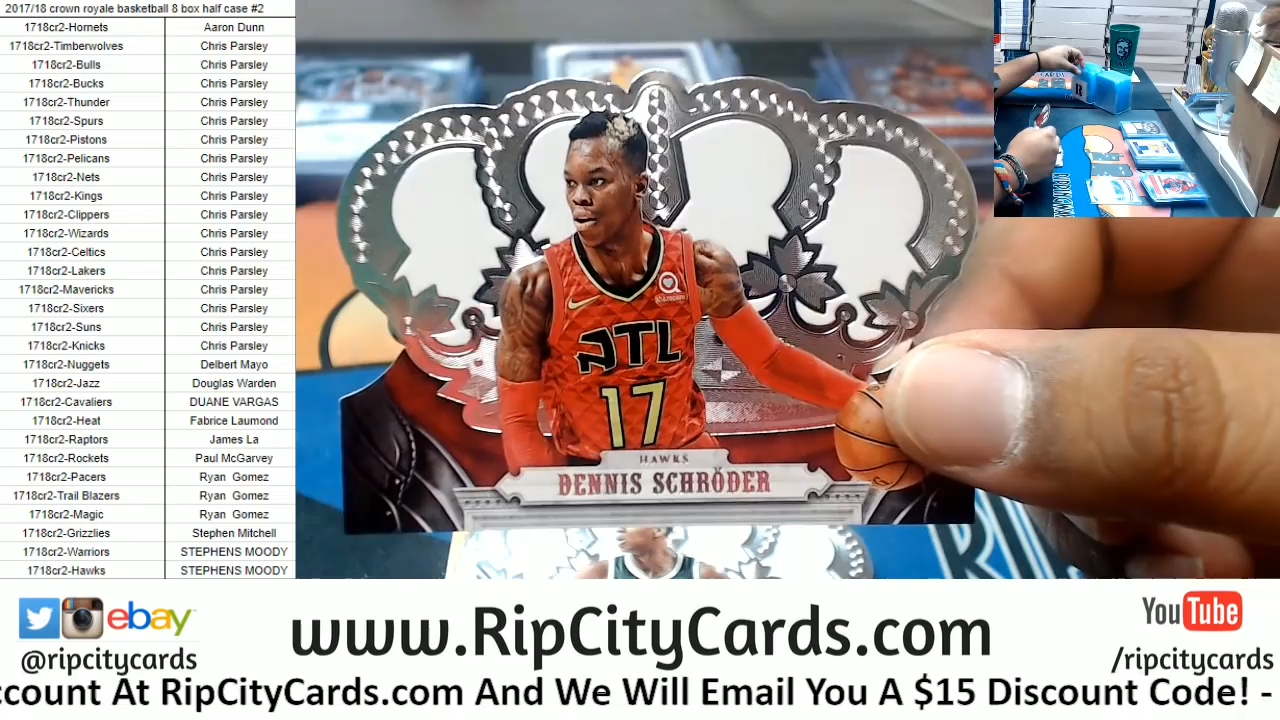 2017/18 crown royale basketball 8 box half case #2
1718cr2-Hornets Aaron Dunn
1718cr2-Timberwolves Chris Parsley
1718cr2-Bulls Chris Parsley
1718cr2-Bucks Chris Parsley
1718cr2-Thunder Chris Parsley
1718cr2-Spurs Chris Parsley
1718cr2-Pistons Chris Parsley
1718cr2-Pelicans Chris Parsley
1718cr2-Nets Chris Parsley
1718cr2-Kings Chris Parsley
1718cr2-Clippers Chris Parsley
1718cr2-Wizards Chris Parsley
1718cr2-Celtics Chris Parsley
1718cr2-Lakers Chris Parsley
1718cr2-Mavericks Chris Parsley
1718cr2-Sixers Chris Parsley
1718cr2-Suns Chris Parsley
1718cr2-Knicks Chris Parsley
1718cr2-Nuggets Delbert Mayo
1718cr2-Jazz Douglas Warden
1718cr2-Cavaliers DUANE VARGAS
1718cr2-Heat Fabrice Laumond
1718cr2-Raptors James La
1718cr2-Rockets Paul McGarvey
1718cr2-Pacers Ryan Gomez
1718cr2-Trail Blazers Ryan Gomez
1718cr2-Magic Ryan Gomez
1718cr2-Grizzlies Stephen Mitchell
1718cr2-Warriors STEPHENS MOODY
1718cr2-Hawks STEPHENS MOODY
ATL
17
HAWKS
DENNIS SCHRÖDER
RIP
ebay
@ripcitycards
www.RipCityCards.com
YouTube
/ripcitycards
ccount At RipCityCards.com And We Will Email You A $15 Discount Code! -